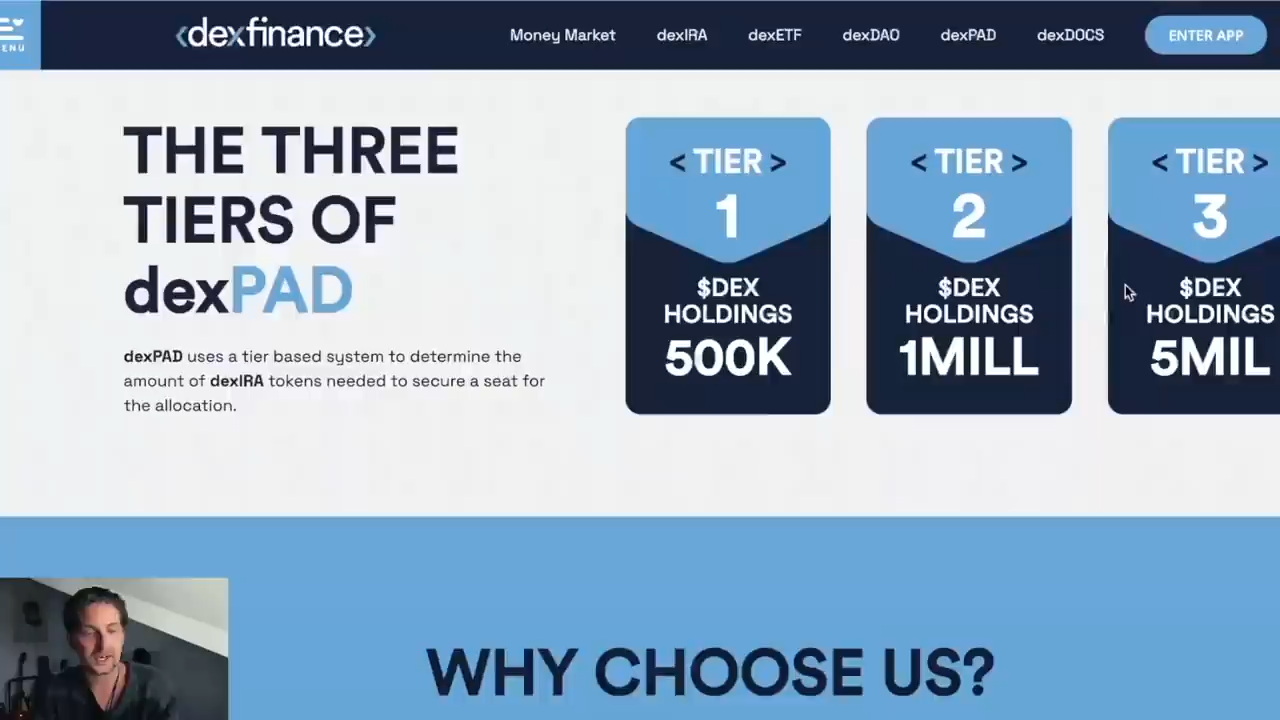 ENU
<dexfinance>
Money Market
dexIRA
dexETF
dexDAO
dexPAD
dexDOCS
ENTER APP
THE THREE
TIERS OF
dexPAD
dexPAD uses a tier based system to determine the
amount of dexIRA tokens needed to secure a seat for
the allocation.
< TIER >
1
$DEX
HOLDINGS
500K
< TIER >
2
$DEX
HOLDINGS
1MILL
< TIER >
3
$DEX
HOLDINGS
5MIL
WHY CHOOSE US?